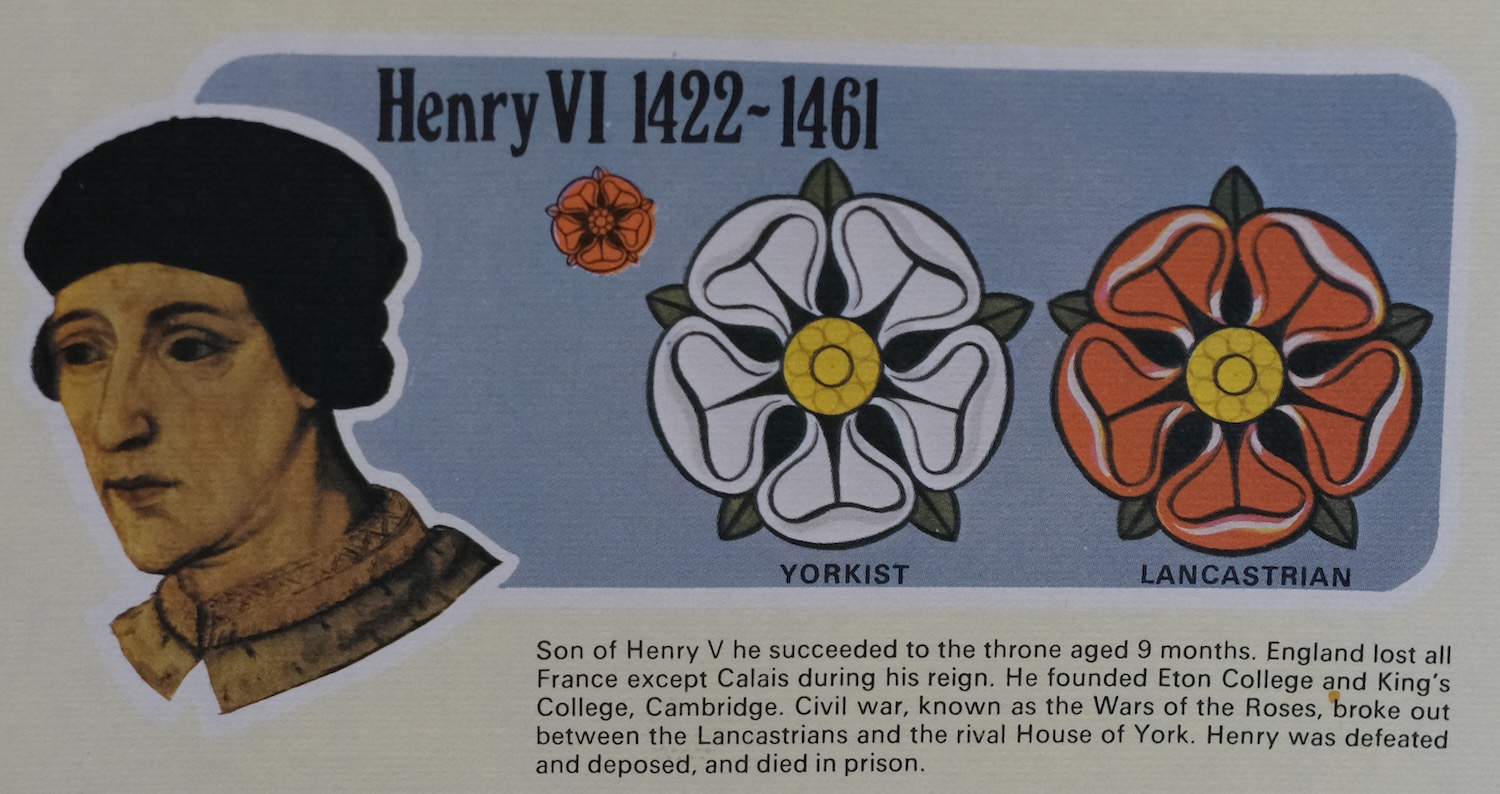 Henry VI 1422~1461
YORKIST
LANCASTRIAN
Son of Henry V he succeeded to the throne aged 9 months. England lost all
France except Calais during his reign. He founded Eton College and King's
College, Cambridge. Civil war, known as the Wars of the Roses, broke out
between the Lancastrians and the rival House of York. Henry was defeated
and deposed, and died in prison.